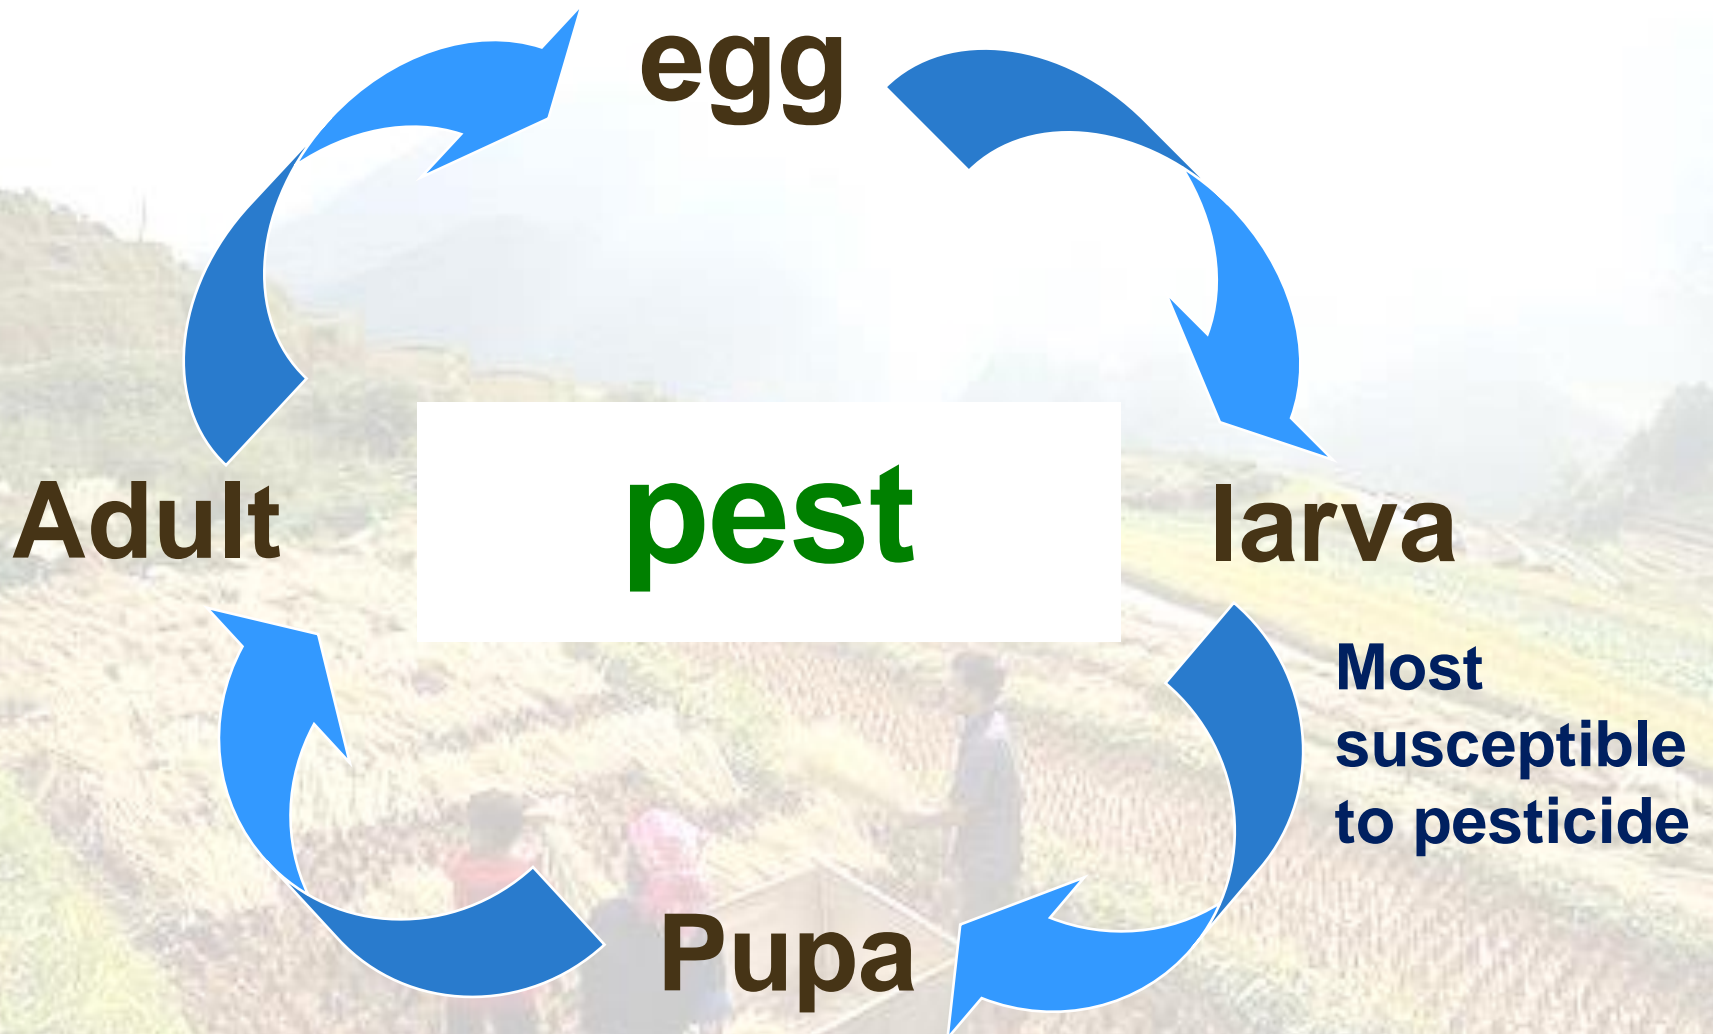 egg
Adult
pest
larva
Most
susceptible
to pesticide
Pupa